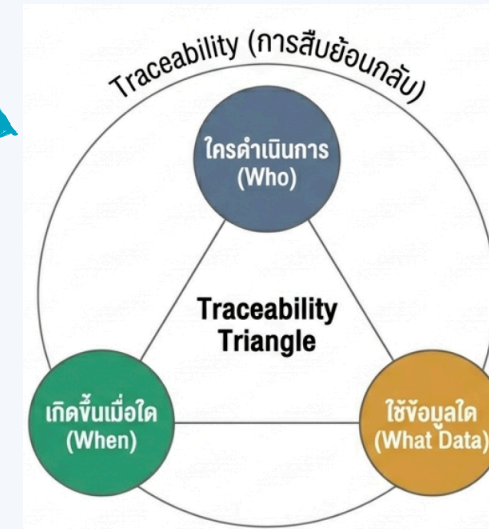 Traceability (การสืบย้อนกลับ)
ใครดำเนินการ
(Who)
Traceability
Triangle
เกิดขึ้นเมื่อใด
(When)
ใช้ข้อมูลใด
(What Data)